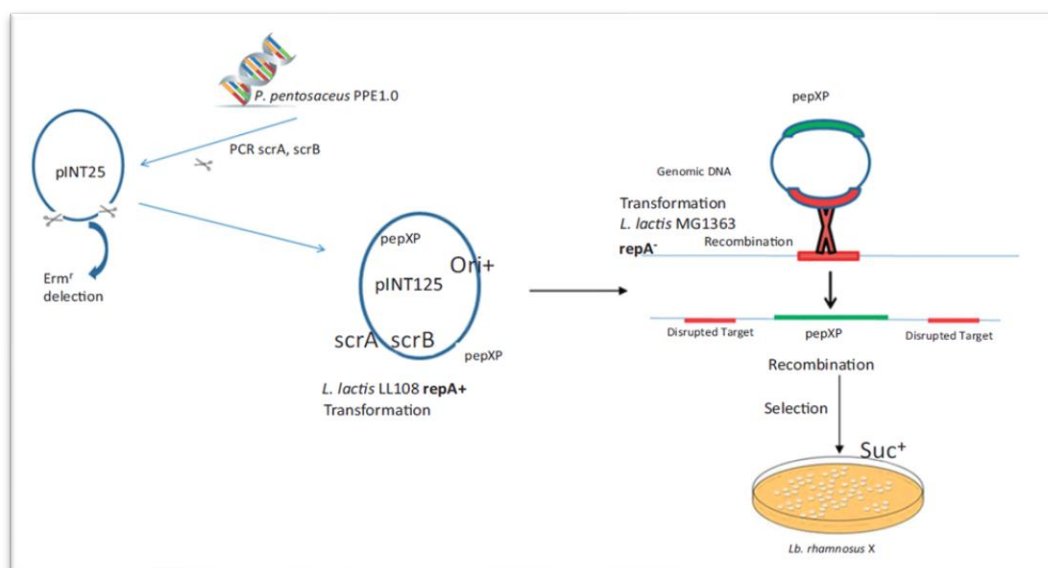 P. pentosaceus PPE1.0
PCR scrA, scrB
pINT25
Ermr
delection
pepXP
Ori+
pINT125
scrA scrB
pepXP
L. lactis LL108 repA+
Transformation
pepXP
Genomic DNA
Transformation
L. lactis MG1363
repA-
Recombination
Disrupted Target
pepXP
Disrupted Target
Recombination
Selection
Suc+
Lb. rhamnosus X